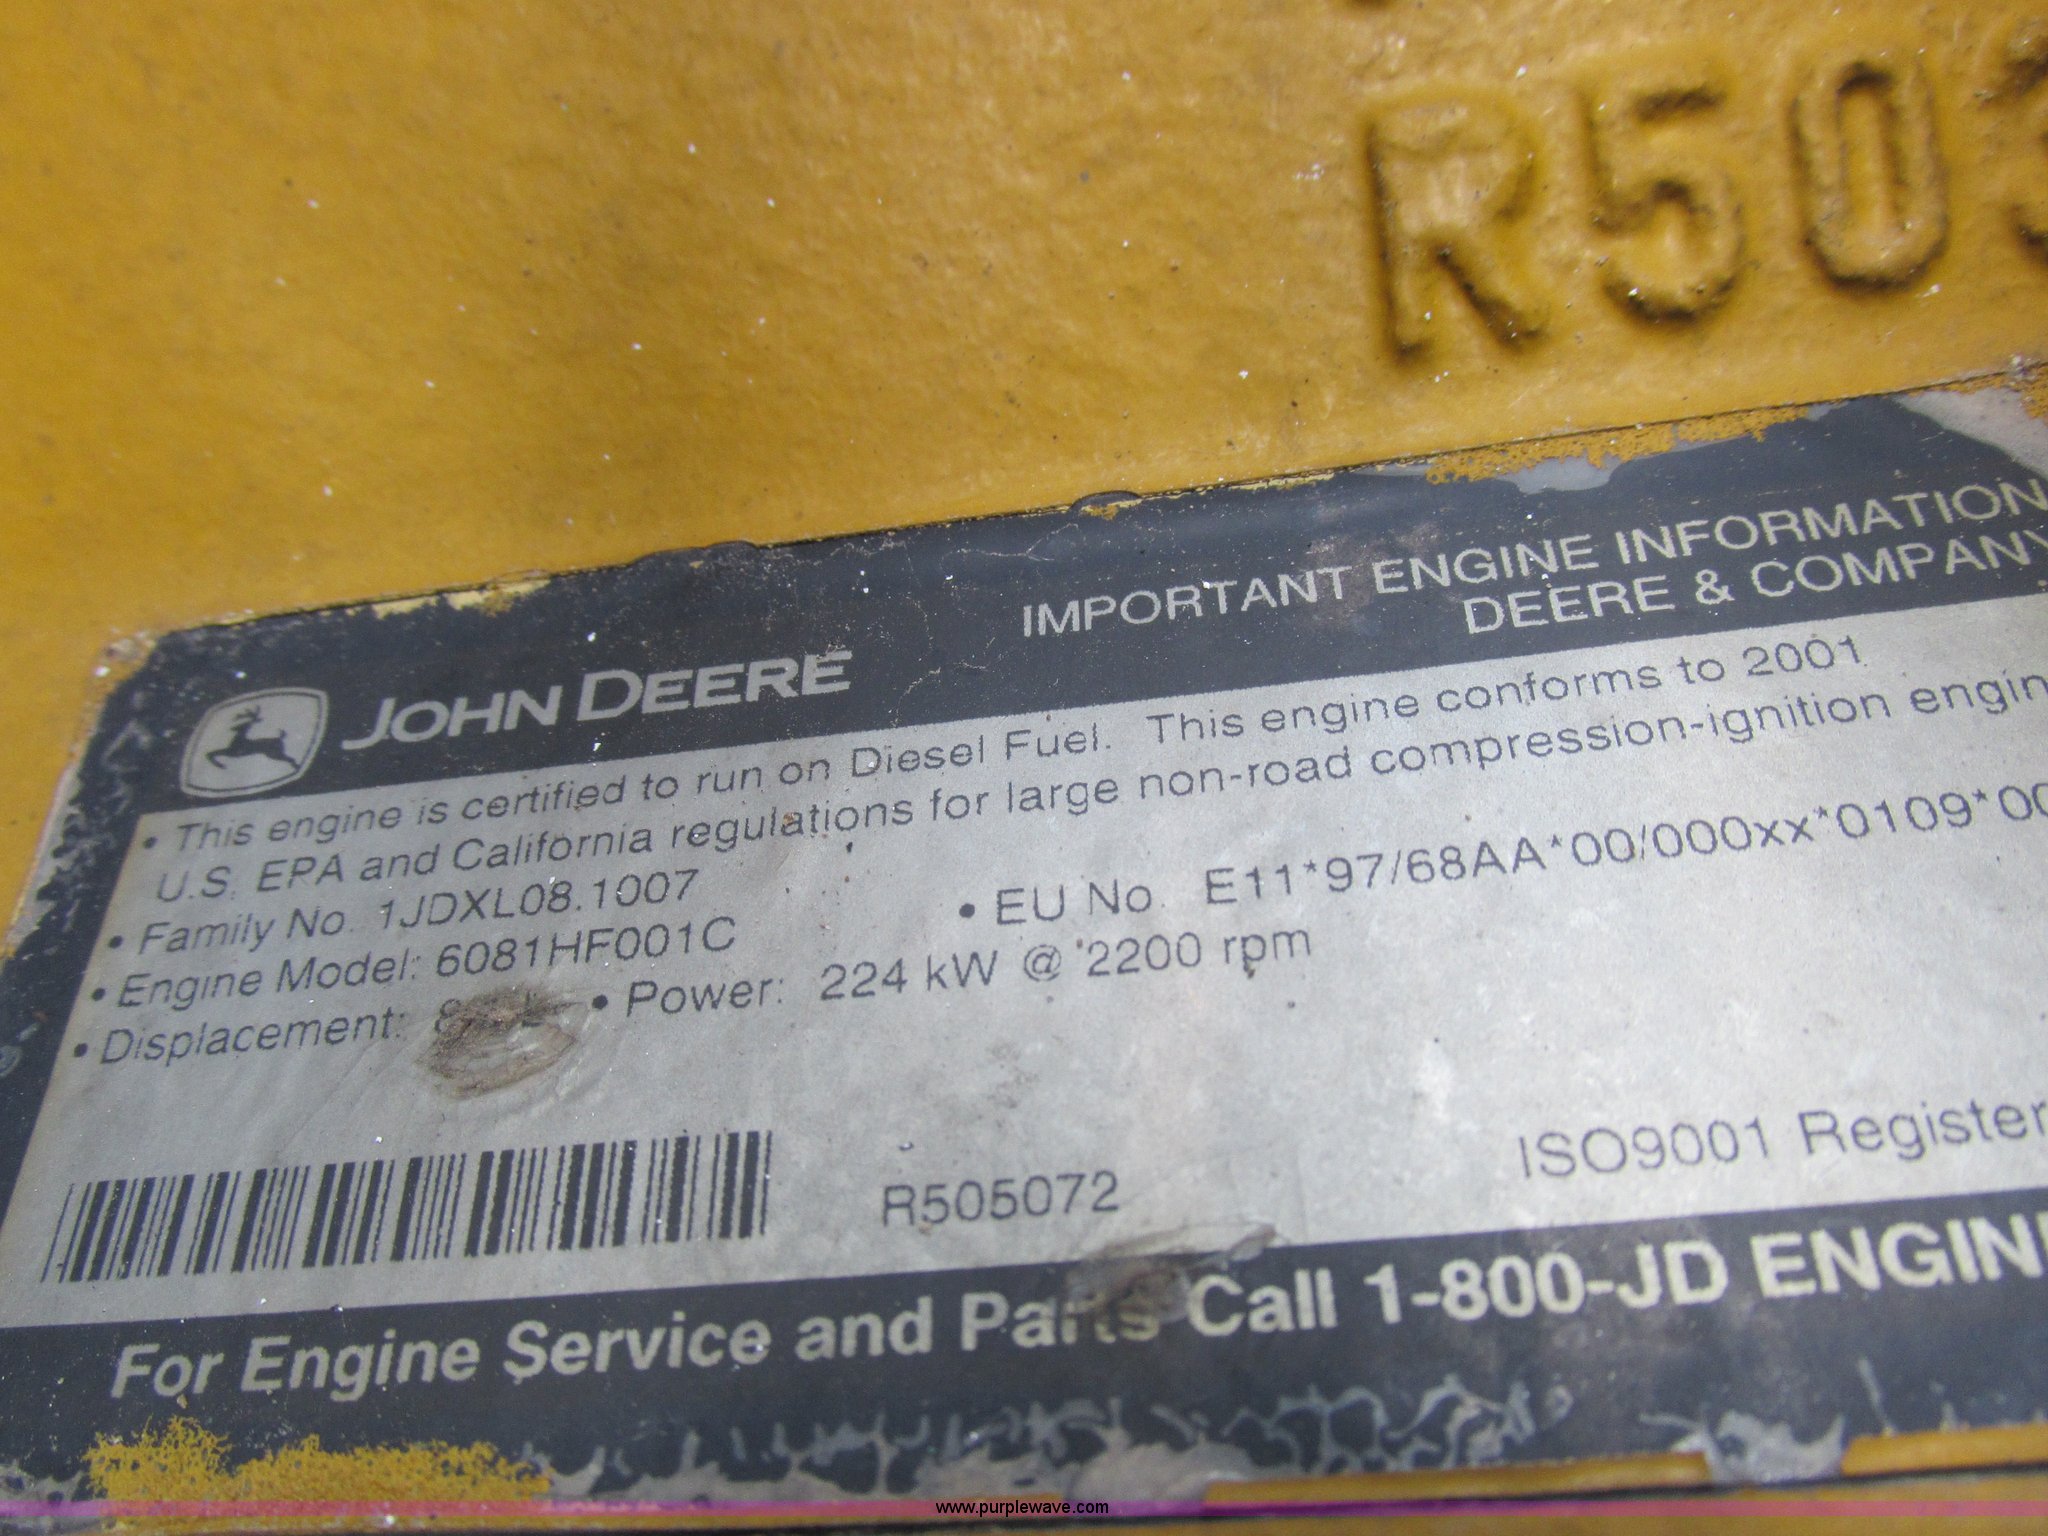 R503
JOHN DEERE
IMPORTANT ENGINE INFORMATION
DEERE & COMPANY
• This engine is certified to run on Diesel Fuel. This engine conforms to 2001
U.S. EPA and California regulations for large non-road compression-ignition engin
• Family No. 1JDXL08.1007
• EU No. E11*97/68AA*00/000xx*0109*00
• Engine Model: 6081HF001C
• Displacement: • Power: 224 kW @ 2200 rpm
R505072
ISO9001 Register
For Engine Service and Parts Call 1-800-JD ENGIN
www.purplewave.com